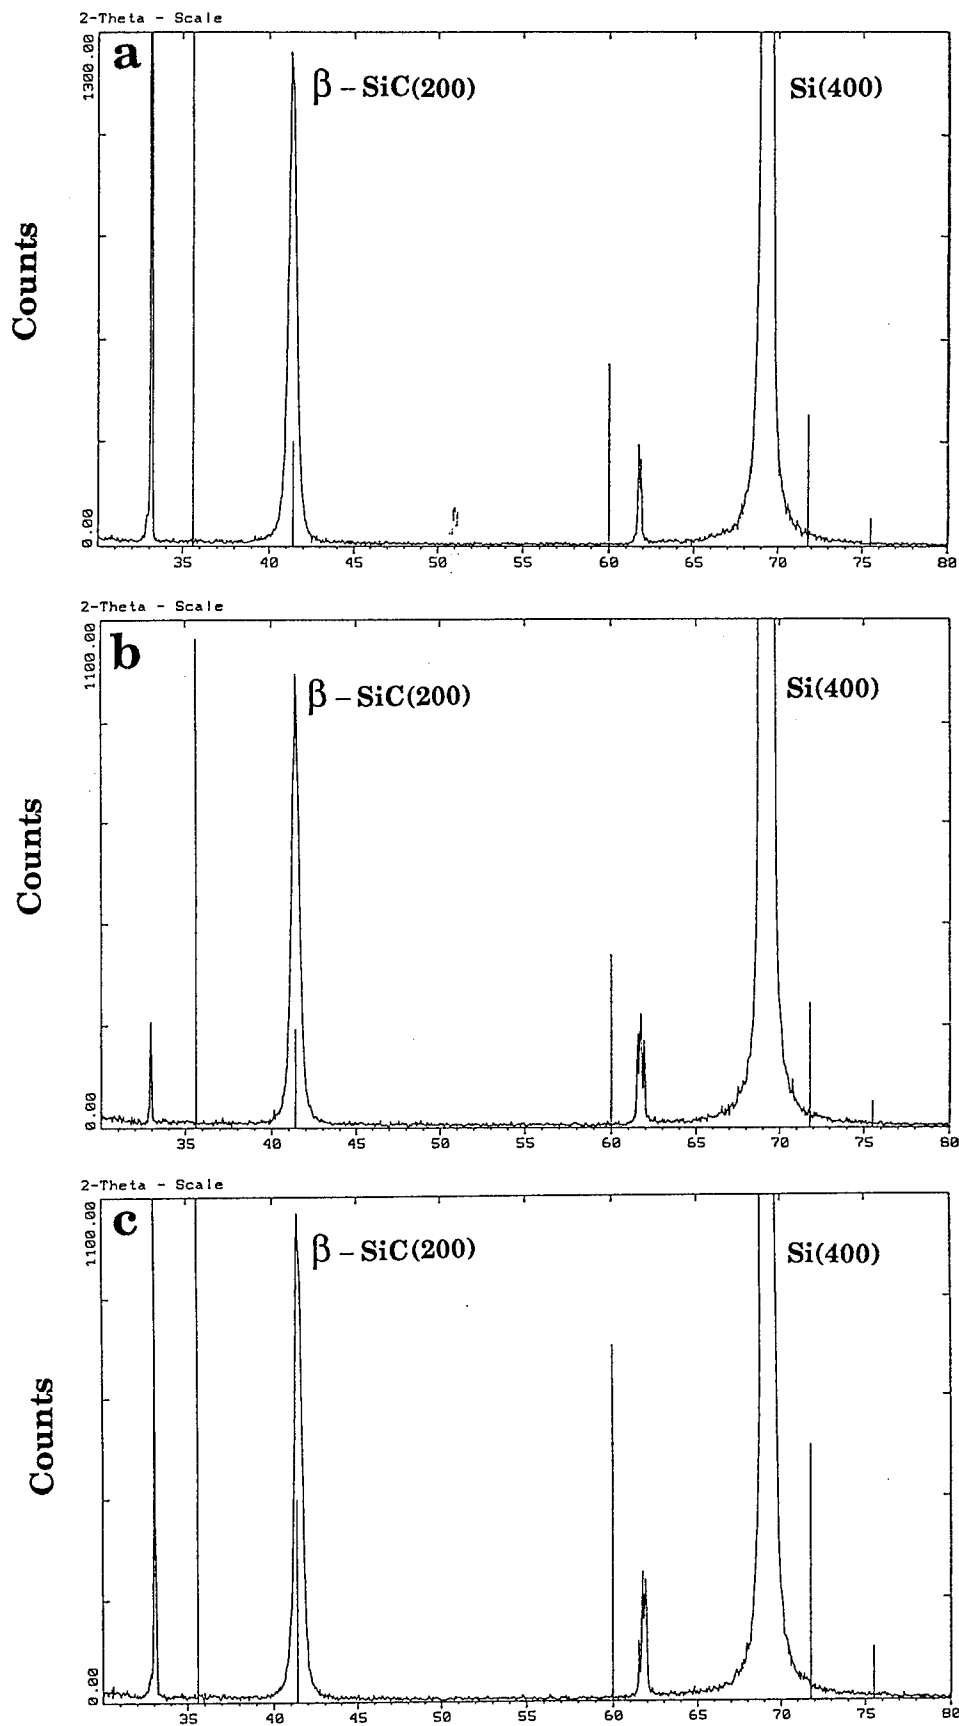 2-Theta - Scale
1300.00
a
β – SiC(200)
Si(400)
Counts
0.00
35 40 45 50 55 60 65 70 75 80
2-Theta - Scale
1100.00
b
β – SiC(200)
Si(400)
Counts
0.00
35 40 45 50 55 60 65 70 75 80
2-Theta - Scale
1100.00
c
β – SiC(200)
Si(400)
Counts
0.00
35 40 45 50 55 60 65 70 75 80